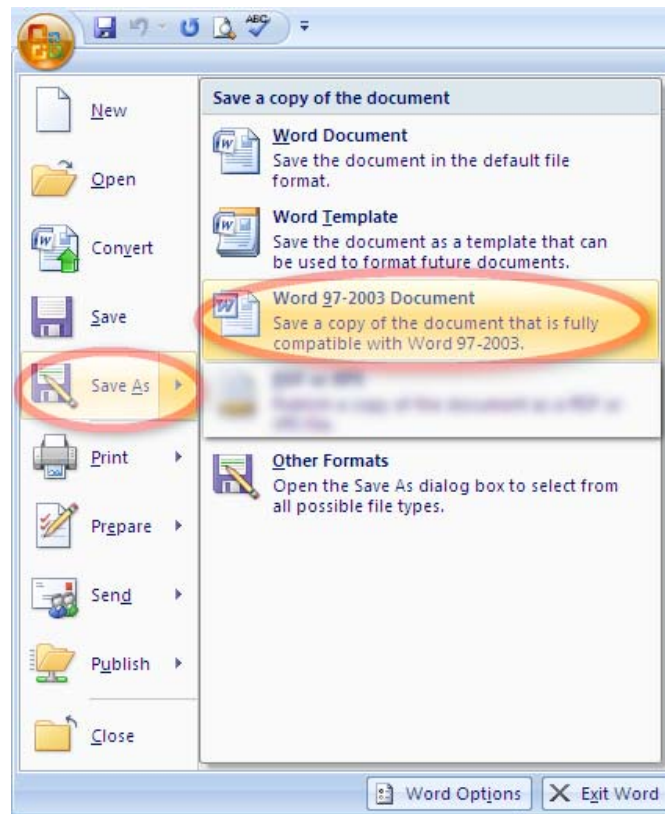 ABC
New
Open
Convert
Save
Save As
Print
Prepare
Send
Publish
Close
Save a copy of the document
Word Document
Save the document in the default file
format.
Word Template
Save the document as a template that can
be used to format future documents.
Word 97-2003 Document
Save a copy of the document that is fully
compatible with Word 97-2003.
Other Formats
Open the Save As dialog box to select from
all possible file types.
Word Options
Exit Word